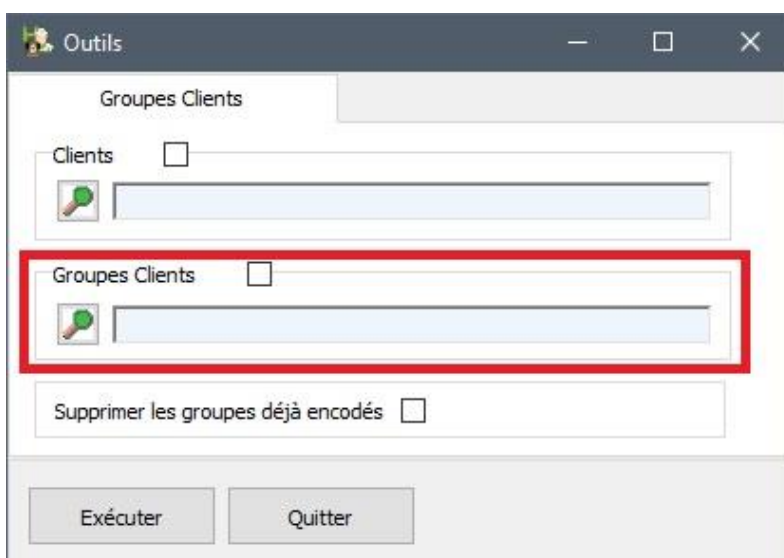 Outils
Groupes Clients
Clients
Groupes Clients
Supprimer les groupes déjà encodés
Exécuter Quitter